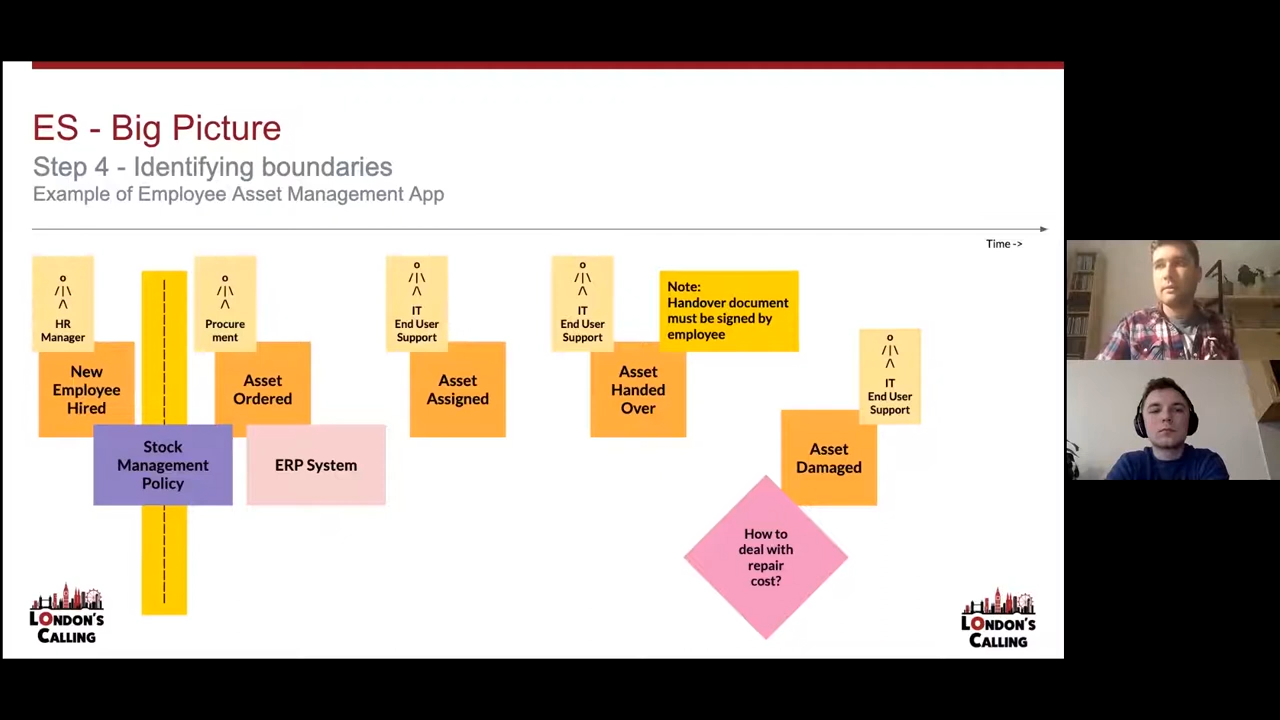 ES - Big Picture
Step 4 - Identifying boundaries
Example of Employee Asset Management App
Time ->
HR
Manager
New
Employee
Hired
Stock
Management
Policy
Procure
ment
Asset
Ordered
ERP System
IT
End User
Support
Asset
Assigned
IT
End User
Support
Asset
Handed
Over
Note:
Handover document
must be signed by
employee
IT
End User
Support
Asset
Damaged
How to
deal with
repair
cost?
LONDON'S
CALLING
LONDON'S
CALLING